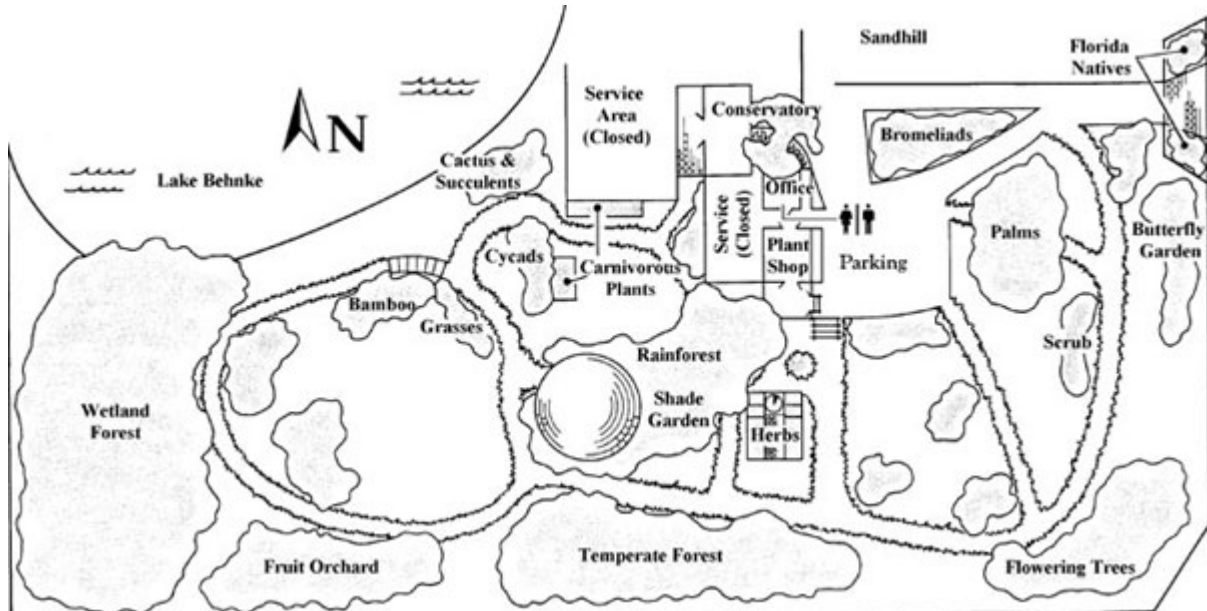 Sandhill
Florida
Natives
Service
Area
(Closed)
Conservatory
Bromeliads
N
Cactus &
Succulents
Lake Behnke
Office
Service
(Closed)
Plant
Shop
Parking
Palms
Butterfly
Garden
Cycads
Carnivorous
Plants
Bamboo
Grasses
Rainforest
Scrub
Shade
Garden
Wetland
Forest
Herbs
Fruit Orchard
Temperate Forest
Flowering Trees